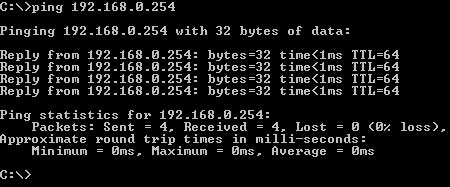 C:\>ping 192.168.0.254
Pinging 192.168.0.254 with 32 bytes of data:
Reply from 192.168.0.254: bytes=32 time<1ms TTL=64
Reply from 192.168.0.254: bytes=32 time<1ms TTL=64
Reply from 192.168.0.254: bytes=32 time<1ms TTL=64
Reply from 192.168.0.254: bytes=32 time<1ms TTL=64
Ping statistics for 192.168.0.254:
    Packets: Sent = 4, Received = 4, Lost = 0 (0% loss),
Approximate round trip times in milli-seconds:
    Minimum = 0ms, Maximum = 0ms, Average = 0ms
C:\>